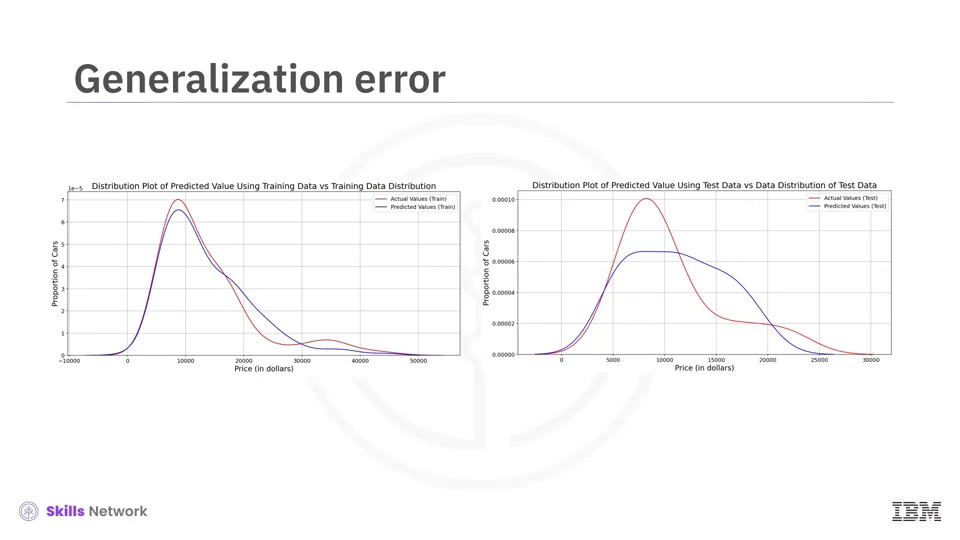 Generalization error
1e−5
Distribution Plot of Predicted Value Using Training Data vs Training Data Distribution
Actual Values (Train)
Predicted Values (Train)
Proportion of Cars
7
6
5
4
3
2
1
0
−10000 0 10000 20000 30000 40000 50000
Price (in dollars)
Distribution Plot of Predicted Value Using Test Data vs Data Distribution of Test Data
Actual Values (Test)
Predicted Values (Test)
Proportion of Cars
0.00010
0.00008
0.00006
0.00004
0.00002
0.00000
0 5000 10000 15000 20000 25000 30000
Price (in dollars)
Skills Network
IBM